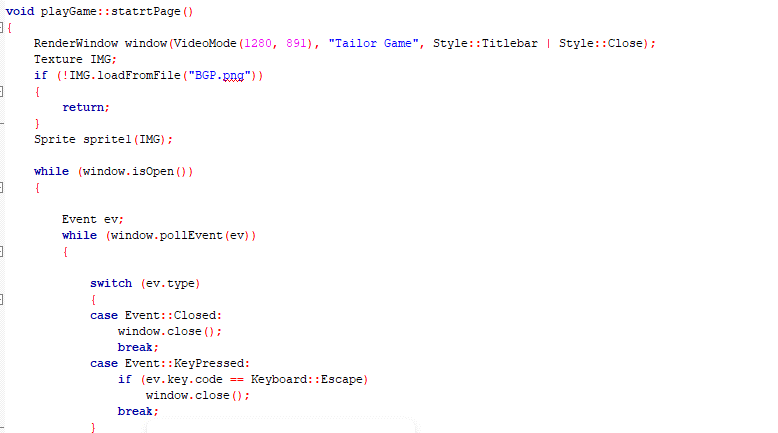 void playGame::statrtPage()
{
    RenderWindow window(VideoMode(1280, 891), "Tailor Game", Style::Titlebar | Style::Close);
    Texture IMG;
    if (!IMG.loadFromFile("BGP.png"))
    {
        return;
    }
    Sprite sprite1(IMG);

    while (window.isOpen())
    {

        Event ev;
        while (window.pollEvent(ev))
        {

            switch (ev.type)
            {
            case Event::Closed:
                window.close();
                break;
            case Event::KeyPressed:
                if (ev.key.code == Keyboard::Escape)
                    window.close();
                break;
            }